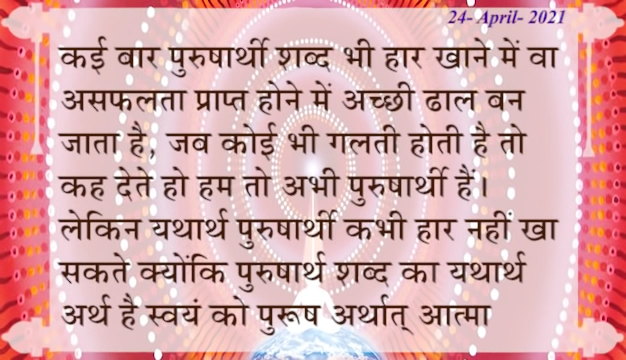 24- April- 2021
कई बार पुरुषार्थी शब्द भी हार खाने में वा
असफलता प्राप्त होने में अच्छी ढाल बन
जाता है, जब कोई भी गलती होती है तो
कह देते हो हम तो अभी पुरुषार्थी हैं।
लेकिन यथार्थ पुरुषार्थी कभी हार नहीं खा
सकते क्योंकि पुरुषार्थ शब्द का यथार्थ
अर्थ है स्वयं को पुरूष अर्थात् आत्मा